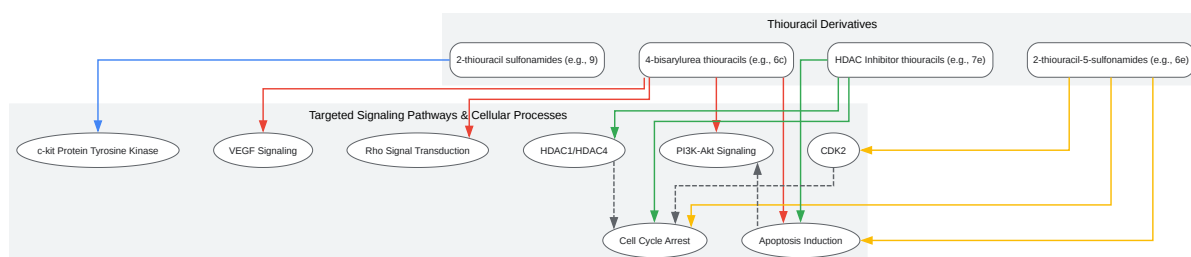 Thiouracil Derivatives
2-thiouracil sulfonamides (e.g., 9)
4-bisarylurea thiouracils (e.g., 6c)
HDAC Inhibitor thiouracils (e.g., 7e)
2-thiouracil-5-sulfonamides (e.g., 6e)
Targeted Signaling Pathways & Cellular Processes
c-kit Protein Tyrosine Kinase
VEGF Signaling
Rho Signal Transduction
HDAC1/HDAC4
PI3K-Akt Signaling
CDK2
Cell Cycle Arrest
Apoptosis Induction